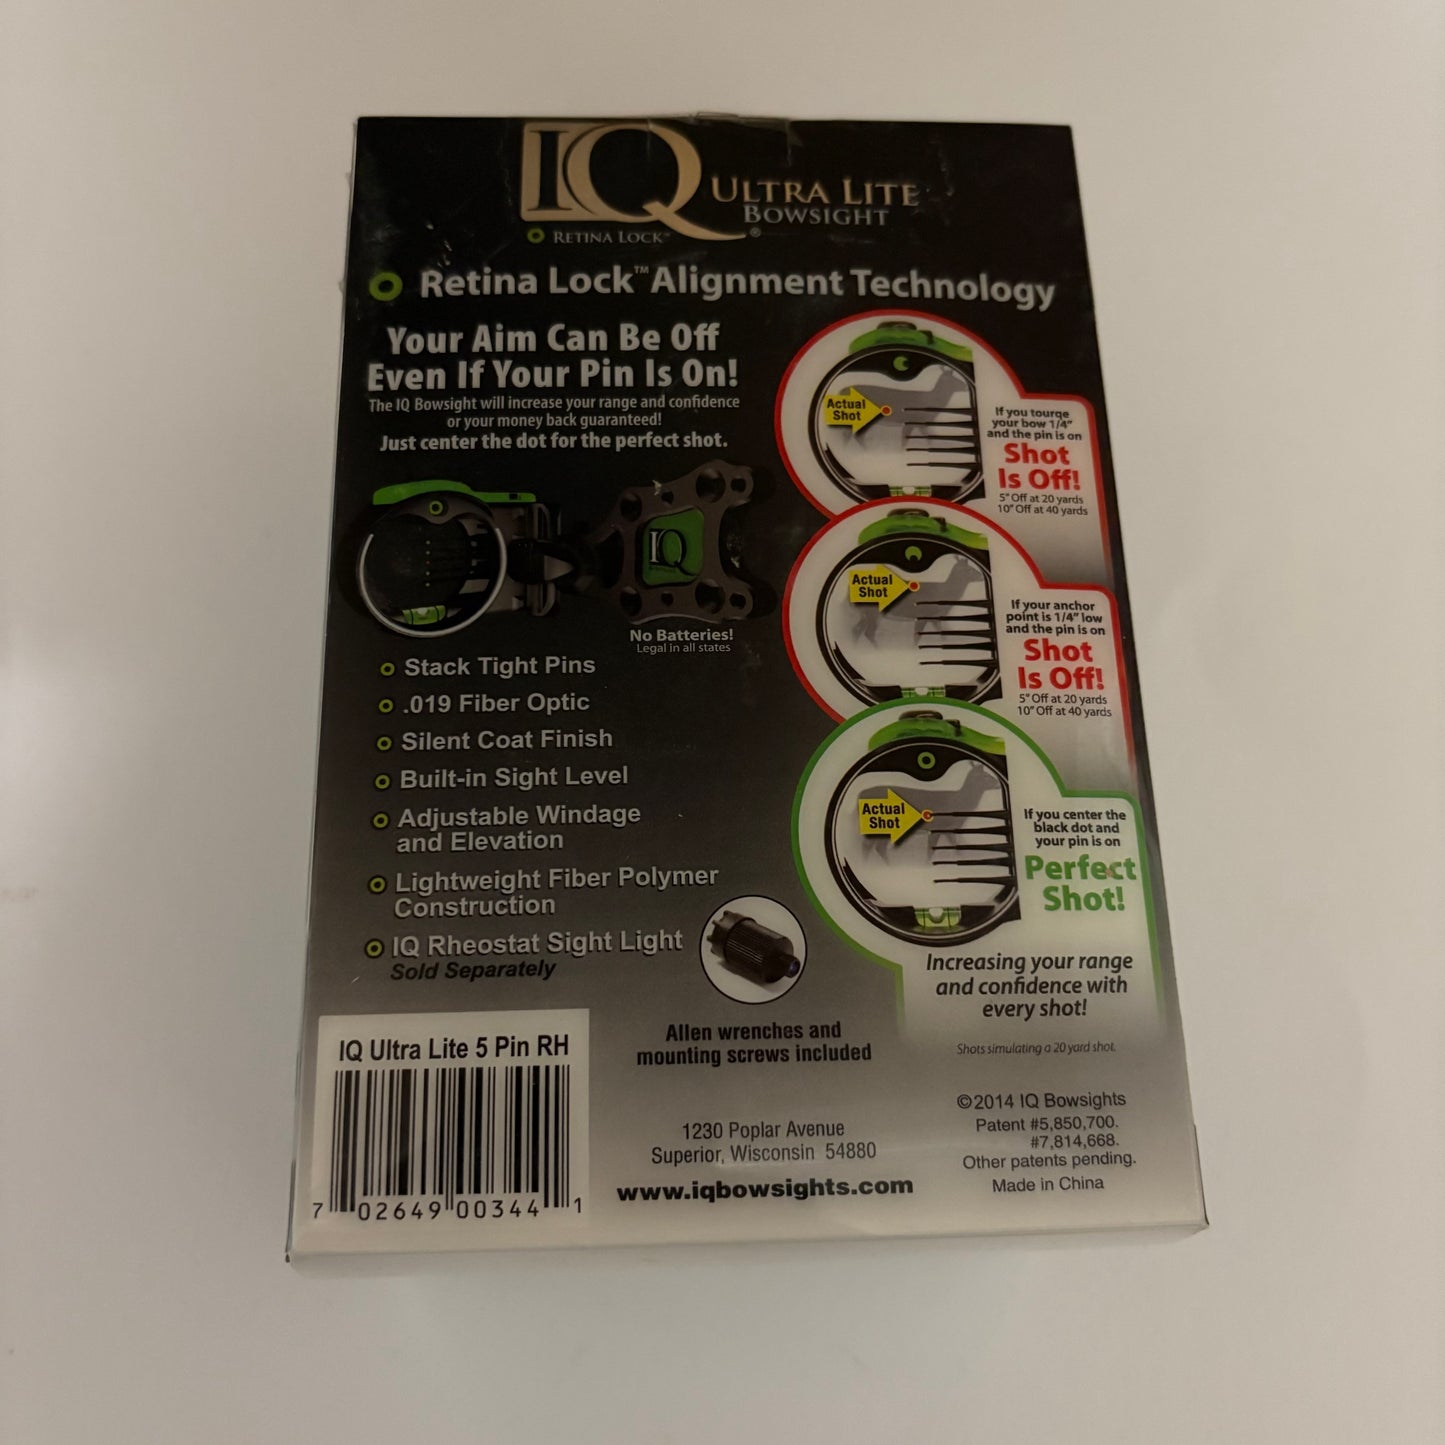 IQ ULTRA LITE
BOWSIGHT®
RETINA LOCK™
Retina Lock™ Alignment Technology
Your Aim Can Be Off
Even If Your Pin Is On!
The IQ Bowsight will increase your range and confidence
or your money back guaranteed!
Just center the dot for the perfect shot.
IQ
No Batteries!
Legal in all states
Stack Tight Pins
.019 Fiber Optic
Silent Coat Finish
Built-in Sight Level
Adjustable Windage
and Elevation
Lightweight Fiber Polymer
Construction
IQ Rheostat Sight Light
Sold Separately
Actual
Shot
If you tourqe
your bow 1/4"
and the pin is on
Shot
Is Off!
5" Off at 20 yards
10" Off at 40 yards
Actual
Shot
If your anchor
point is 1/4" low
and the pin is on
Shot
Is Off!
5" Off at 20 yards
10" Off at 40 yards
Actual
Shot
If you center the
black dot and
your pin is on
Perfect
Shot!
Increasing your range
and confidence with
every shot!
Shots simulating a 20 yard shot.
Allen wrenches and
mounting screws included
IQ Ultra Lite 5 Pin RH
7 02649 00344 1
1230 Poplar Avenue
Superior, Wisconsin 54880
www.iqbowsights.com
©2014 IQ Bowsights
Patent #5,850,700.
#7,814,668.
Other patents pending.
Made in China